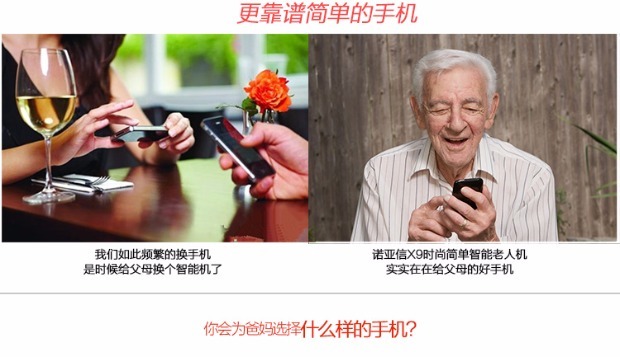 更靠谱简单的手机
我们如此频繁的换手机
是时候给父母换个智能机了
诺亚信X9时尚简单智能老人机
实实在在给父母的好手机
你会为爸妈选择什么样的手机?